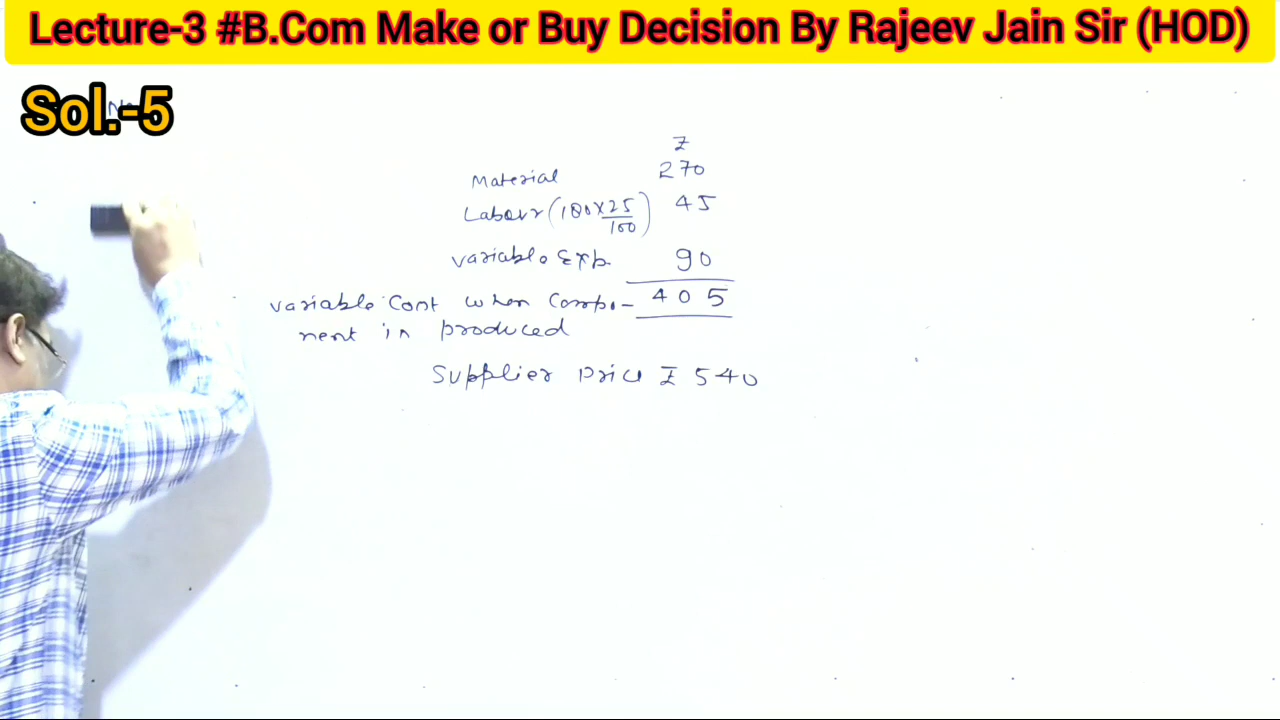 Lecture-3 #B.Com Make or Buy Decision By Rajeev Jain Sir (HOD)
Sol.-5
₹
Material 270
Labour (180 × 25/100) 45
Variable Exp. 90
Variable Cost when Compo- 405
nent is produced
Supplier Price ₹ 540